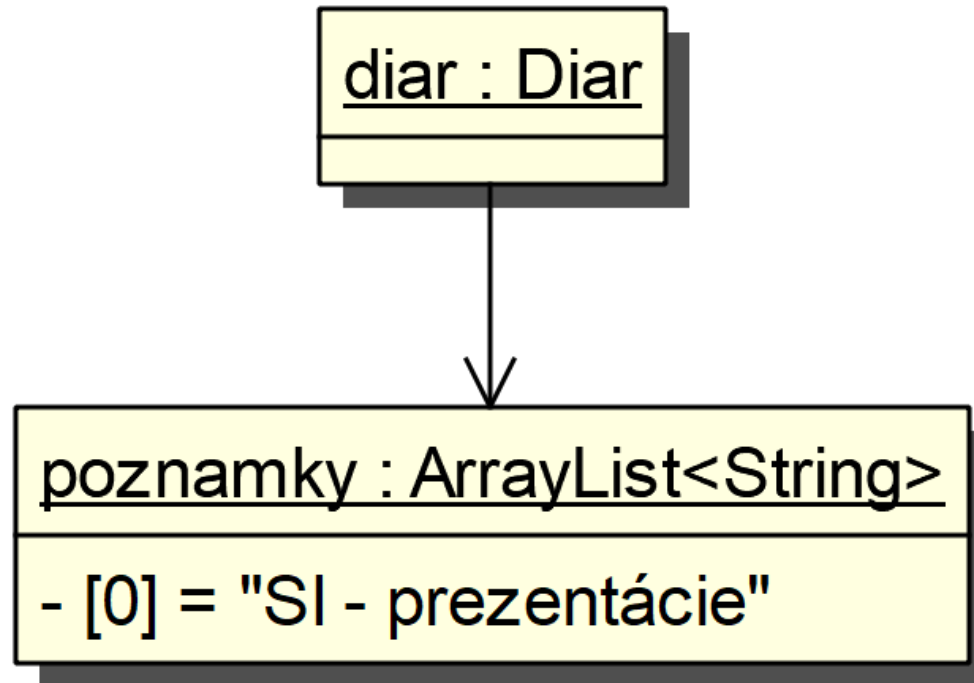 diar : Diar
poznamky : ArrayList<String>
- [0] = "SI - prezentácie"